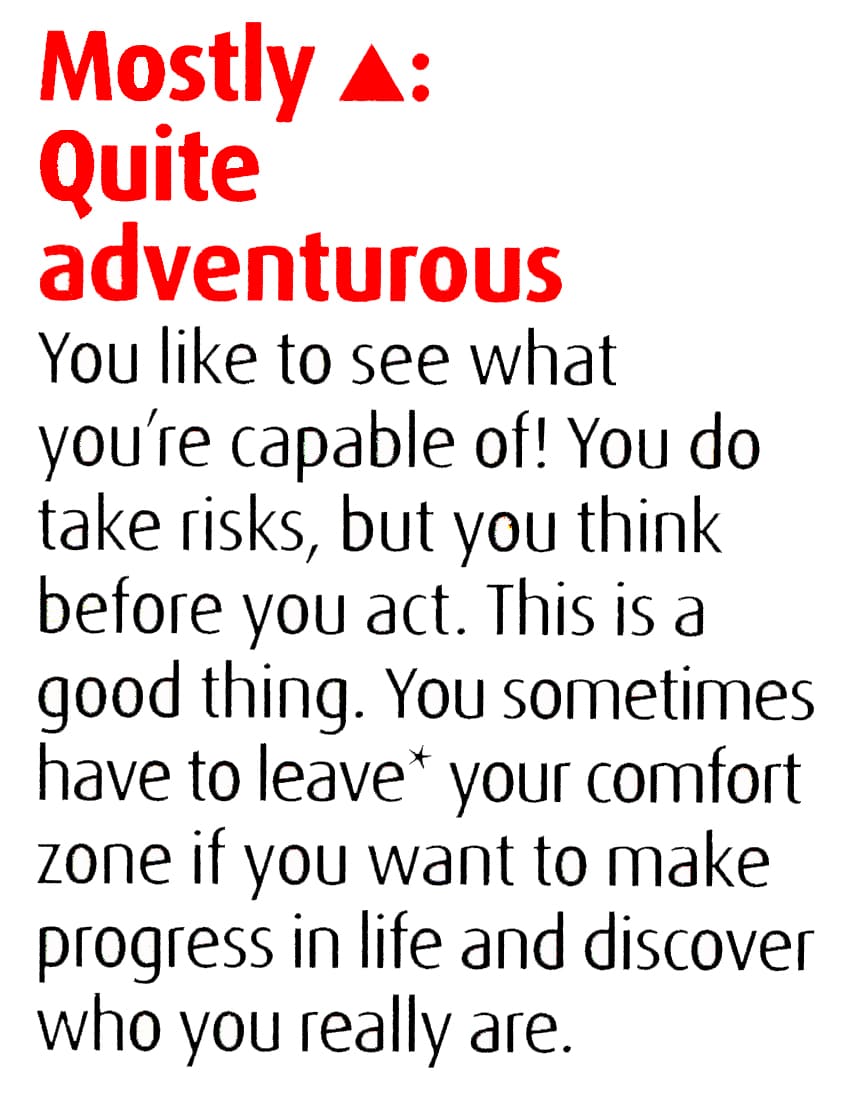 Mostly ▲:
Quite
adventurous
You like to see what
you're capable of! You do
take risks, but you think
before you act. This is a
good thing. You sometimes
have to leave* your comfort
zone if you want to make
progress in life and discover
who you really are.